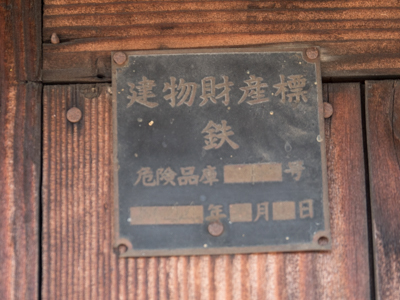 建物財産標
鉄
危険品庫 号
年 月 日